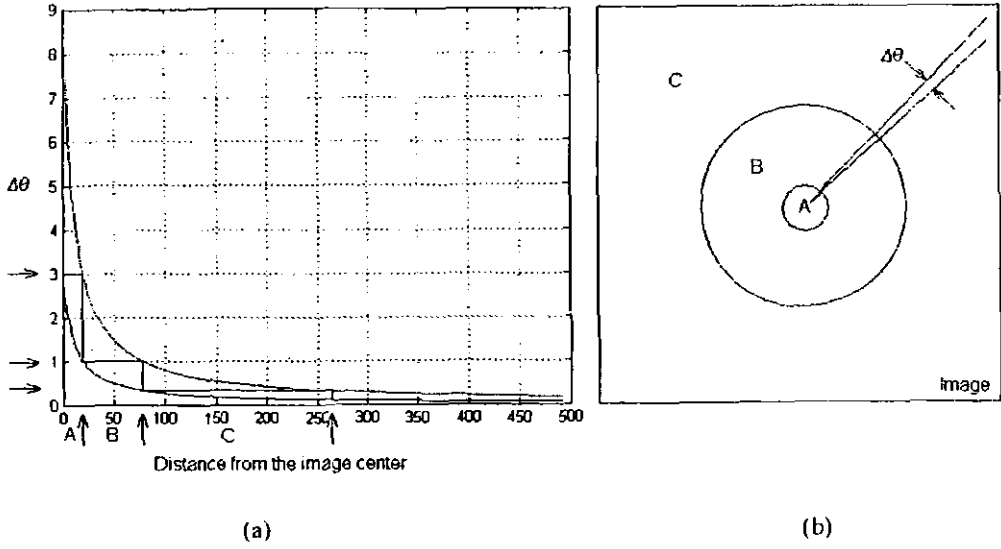 9
8
7
6
5
Δθ
4
3
2
1
0
0 50 100 150 200 250 300 350 400 450 500
A B C
Distance from the image center
(a)
C
Δθ
B
A
Image
(b)